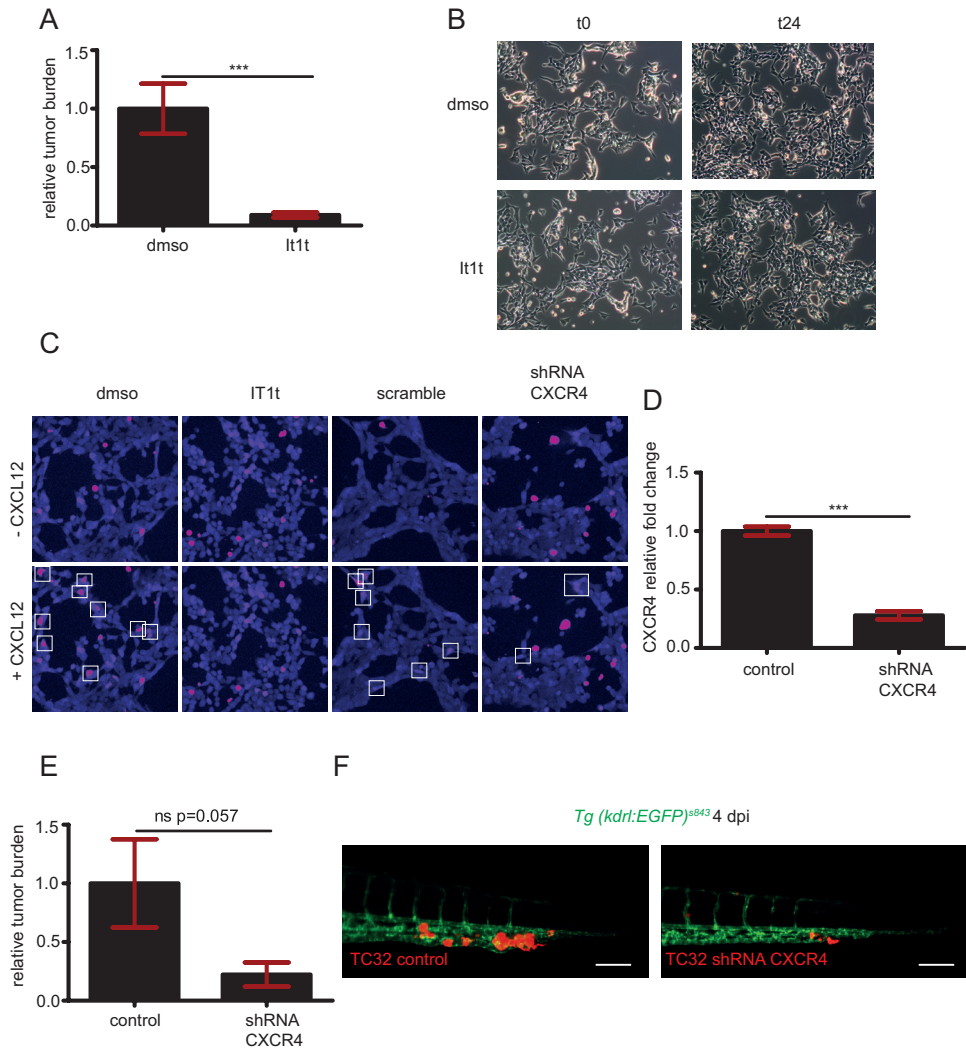 A
relative tumor burden
1.5
1.0
0.5
0.0
***
dmso
It1t
B
t0
t24
dmso
It1t
C
dmso
IT1t
scramble
shRNA
CXCR4
- CXCL12
+ CXCL12
D
CXCR4 relative fold change
1.5
1.0
0.5
0.0
***
control
shRNA
CXCR4
E
relative tumor burden
1.5
1.0
0.5
0.0
ns p=0.057
control
shRNA
CXCR4
F
Tg (kdrl:EGFP)s843 4 dpi
TC32 control
TC32 shRNA CXCR4